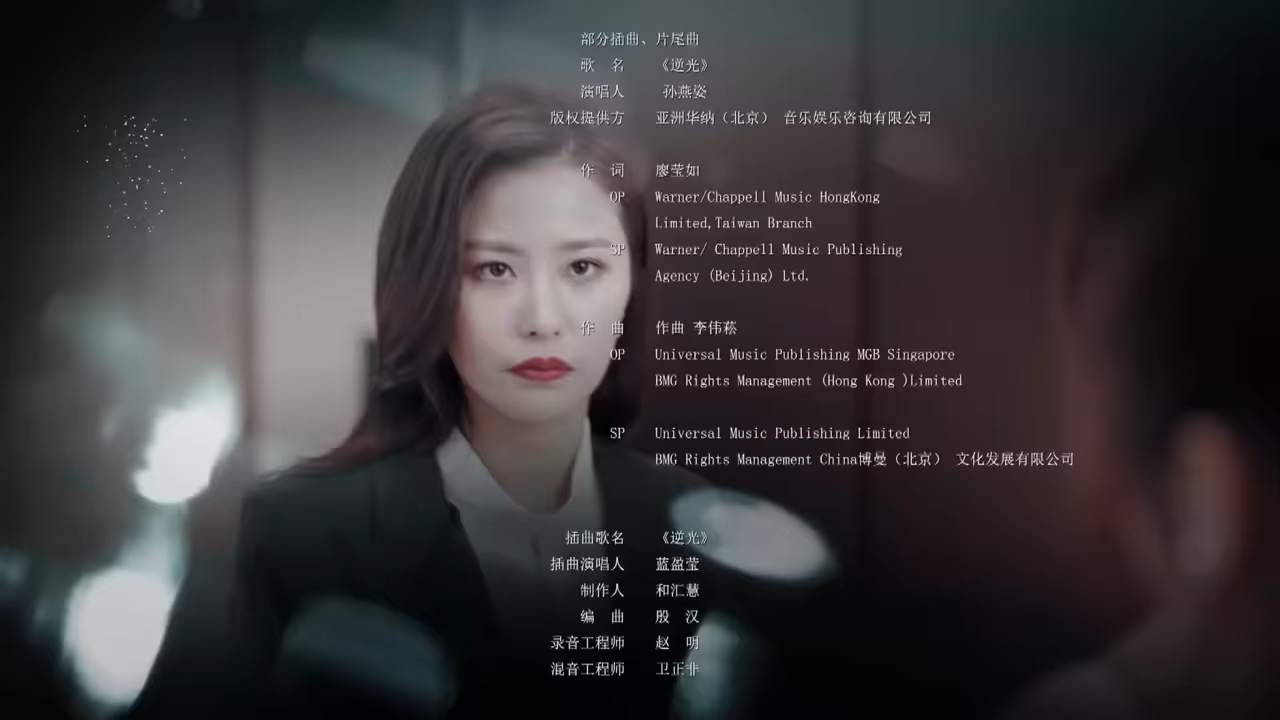 部分插曲、片尾曲
歌 名 《逆光》
演唱人 孙燕姿
版权提供方 亚洲华纳（北京） 音乐娱乐咨询有限公司
作 词 廖莹如
OP Warner/Chappell Music HongKong
Limited,Taiwan Branch
SP Warner/ Chappell Music Publishing
Agency (Beijing) Ltd.
作 曲 作曲 李伟菘
OP Universal Music Publishing MGB Singapore
BMG Rights Management (Hong Kong )Limited
SP Universal Music Publishing Limited
BMG Rights Management China博曼（北京） 文化发展有限公司
插曲歌名 《逆光》
插曲演唱人 蓝盈莹
制作人 和汇慧
编 曲 殷 汉
录音工程师 赵 明
混音工程师 卫正非